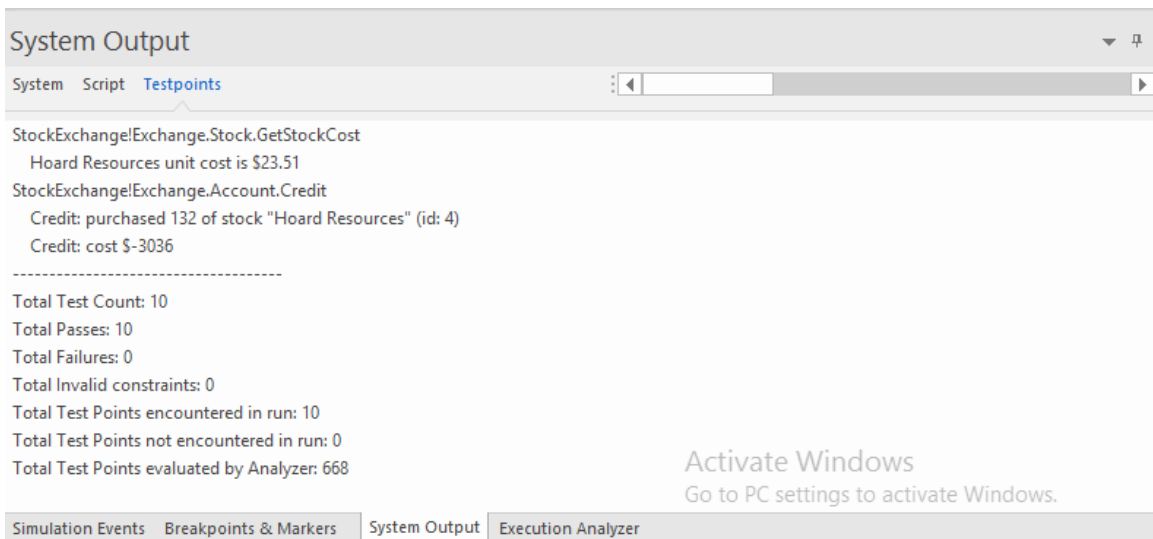 System Output
System Script Testpoints
StockExchange!Exchange.Stock.GetStockCost
Hoard Resources unit cost is $23.51
StockExchange!Exchange.Account.Credit
Credit: purchased 132 of stock "Hoard Resources" (id: 4)
Credit: cost $-3036
-------------------------------------
Total Test Count: 10
Total Passes: 10
Total Failures: 0
Total Invalid constraints: 0
Total Test Points encountered in run: 10
Total Test Points not encountered in run: 0
Total Test Points evaluated by Analyzer: 668
Activate Windows
Go to PC settings to activate Windows.
Simulation Events Breakpoints & Markers System Output Execution Analyzer